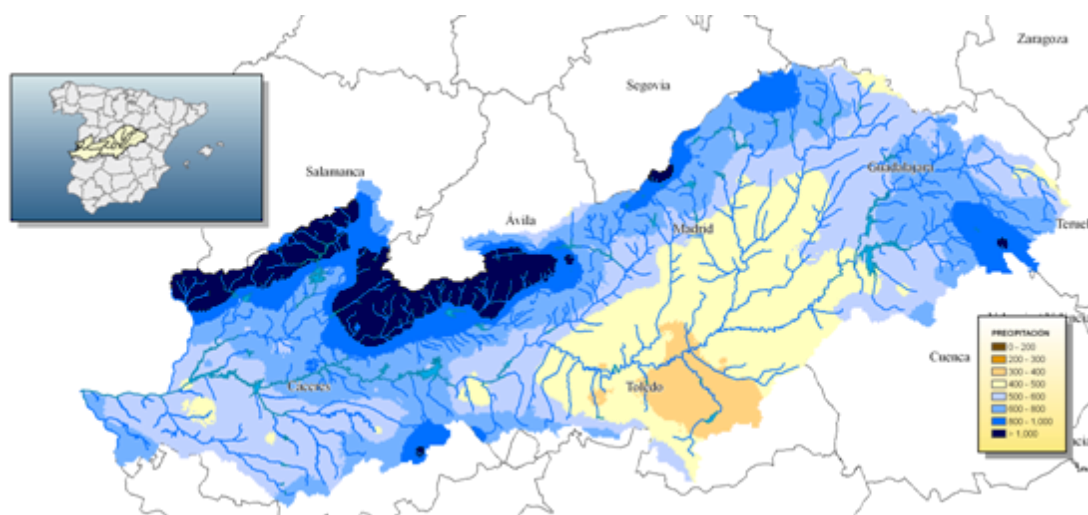 Zaragoza
Segovia
Salamanca
Guadalajara
Ávila
Madrid
Teruel
Cuenca
Cáceres
Toledo
PRECIPITACIÓN
0 - 200
200 - 300
300 - 400
400 - 500
500 - 600
600 - 800
800 - 1,000
> 1,000